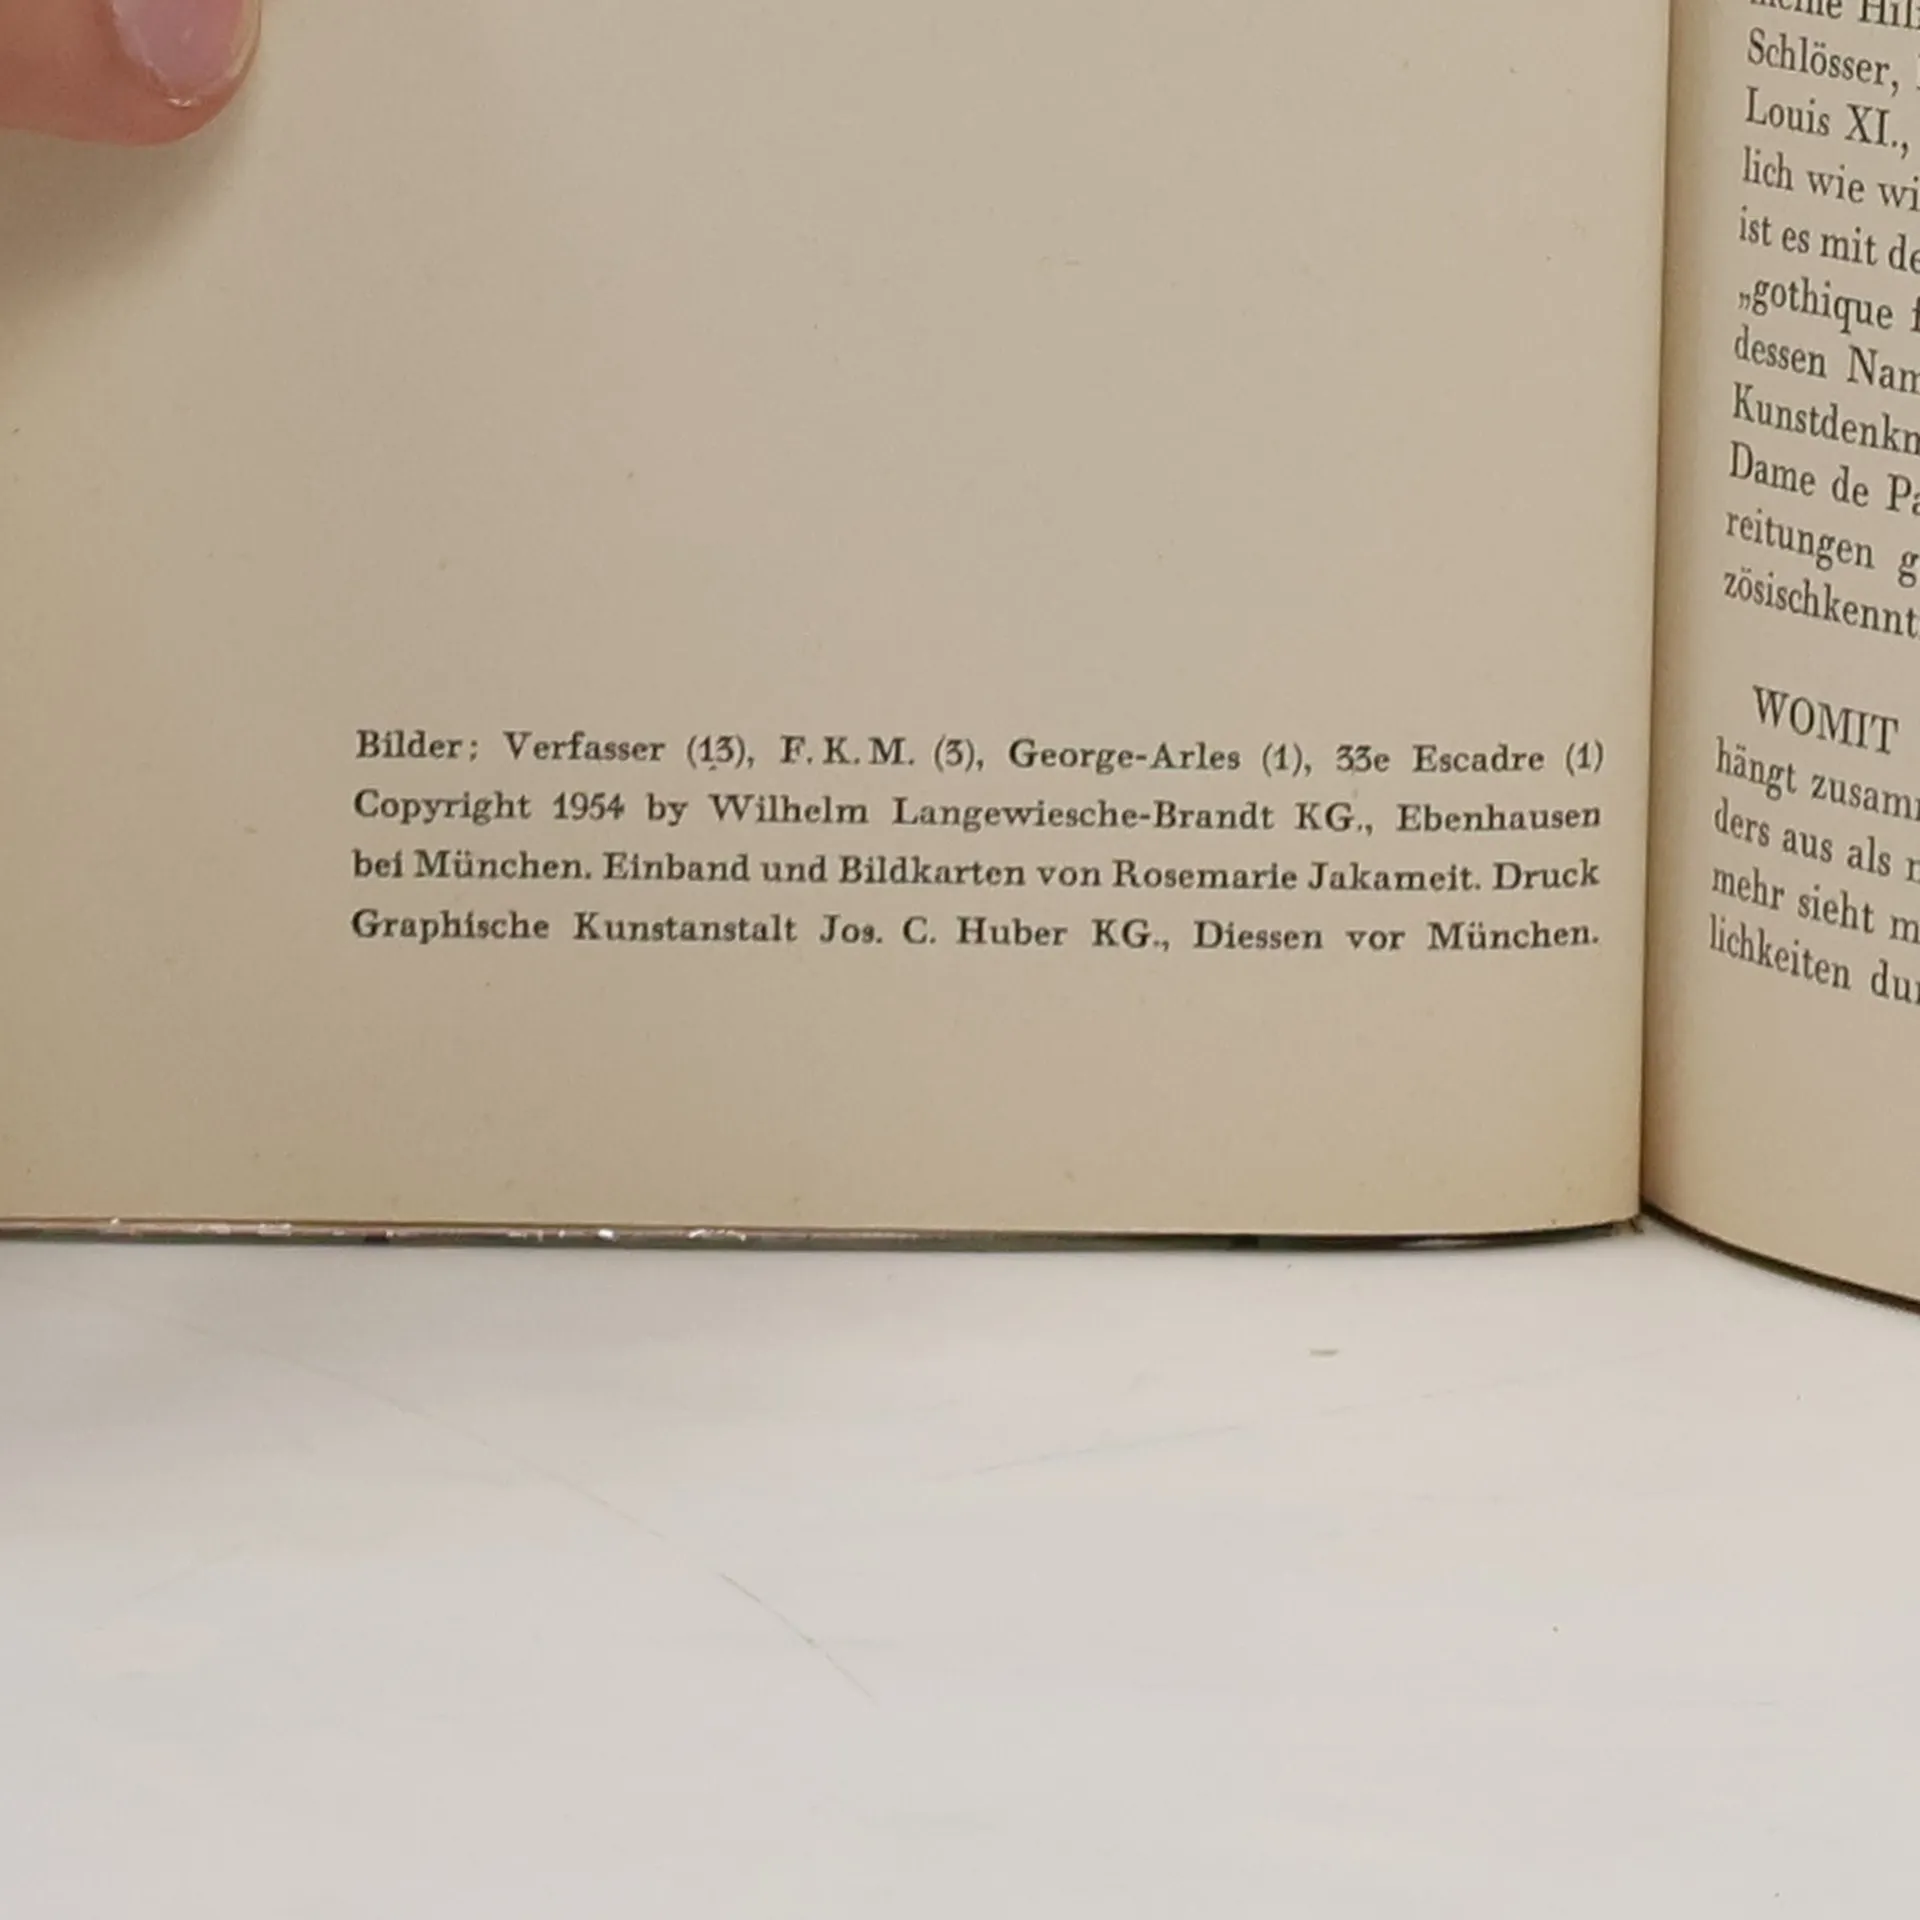 Bilder: Verfasser (13), F. K. M. (3), George-Arles (1), 33e Escadre (1)
Copyright 1954 by Wilhelm Langewiesche-Brandt KG., Ebenhausen
bei München. Einband und Bildkarten von Rosemarie Jakameit. Druck
Graphische Kunstanstalt Jos. C. Huber KG., Diessen vor München.
Schlösser,
Louis XI.,
lich wie
ist es mit
„gothique
dessen
Dame de
reitungen
WOMIT
hängt
ders aus als
mehr sieht
lichkeiten